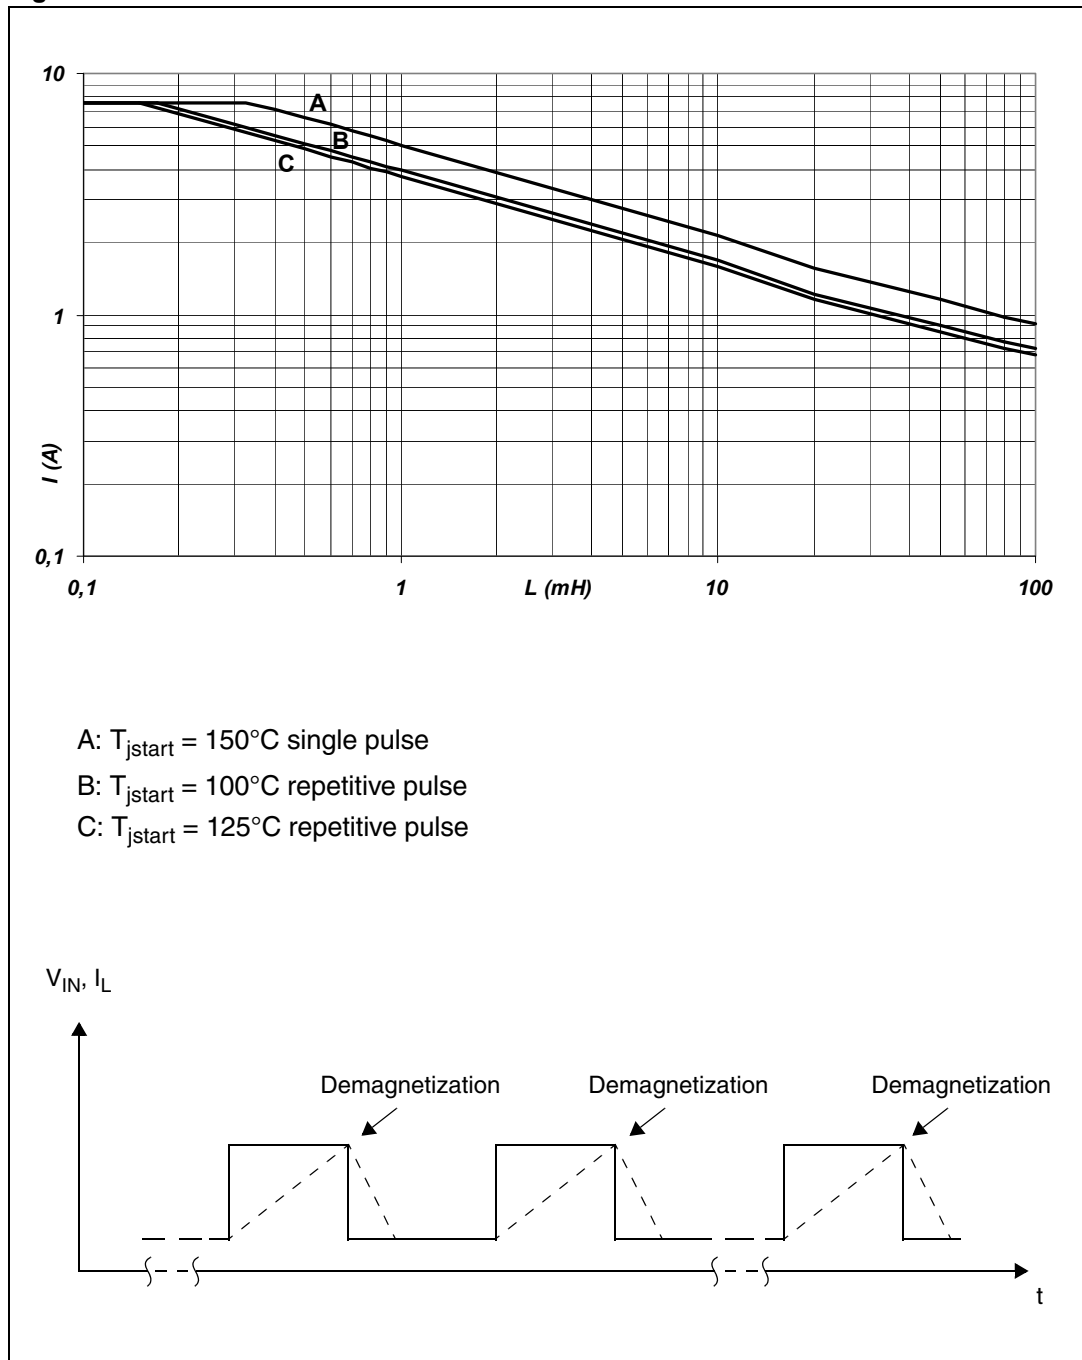 10
A
B
C
1
I (A)
0,1
0,1 1 L (mH) 10 100
A: Tjstart = 150°C single pulse
B: Tjstart = 100°C repetitive pulse
C: Tjstart = 125°C repetitive pulse
VIN, IL
Demagnetization Demagnetization Demagnetization
t